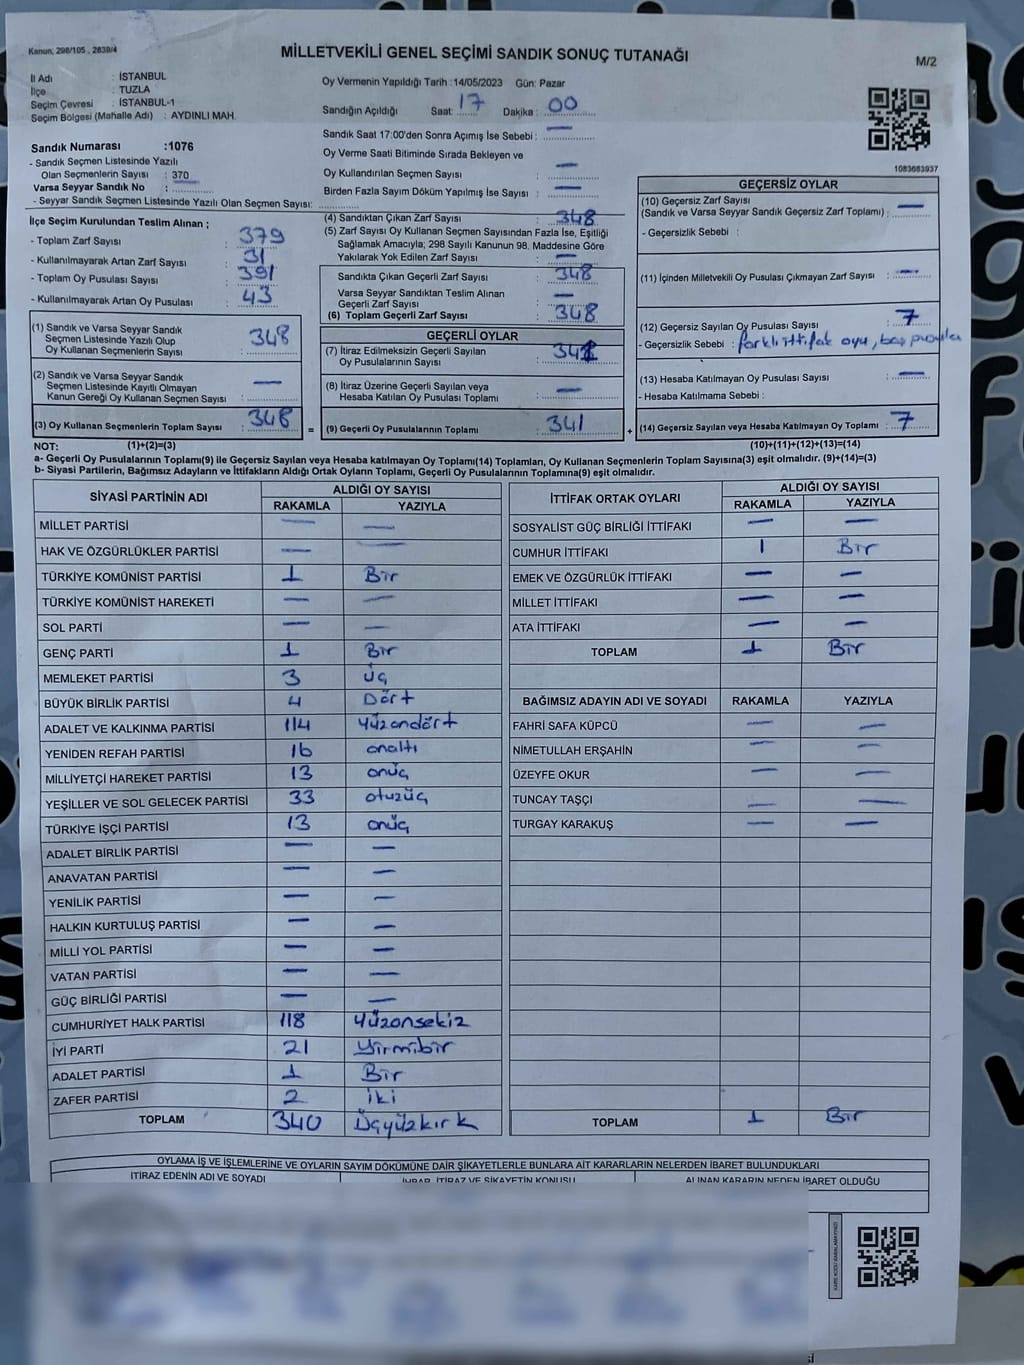 Kanun; 298/105 , 2839/4
MİLLETVEKİLİ GENEL SEÇİMİ SANDIK SONUÇ TUTANAĞI
M/2
İl Adı : İSTANBUL
İlçe : TUZLA
Seçim Çevresi : İSTANBUL-1
Seçim Bölgesi (Mahalle Adı) : AYDINLI MAH.
Oy Vermenin Yapıldığı Tarih : 14/05/2023 Gün: Pazar
Sandığın Açıldığı Saat: 17 Dakika : 00
Sandık Saat 17:00'den Sonra Açımış İse Sebebi : —
Oy Verme Saati Bitiminde Sırada Bekleyen ve
Oy Kullandırılan Seçmen Sayısı : —
Birden Fazla Sayım Döküm Yapılmış İse Sayısı : —
1083683937
Sandık Numarası :1076
- Sandık Seçmen Listesinde Yazılı
Olan Seçmenlerin Sayısı : 370
Varsa Seyyar Sandık No :
- Seyyar Sandık Seçmen Listesinde Yazılı Olan Seçmen Sayısı:
İlçe Seçim Kurulundan Teslim Alınan ;
- Toplam Zarf Sayısı : 379
- Kullanılmayarak Artan Zarf Sayısı : 31
- Toplam Oy Pusulası Sayısı : 391
- Kullanılmayarak Artan Oy Pusulası : 43
(1) Sandık ve Varsa Seyyar Sandık
Seçmen Listesinde Yazılı Olup
Oy Kullanan Seçmenlerin Sayısı : 348
(2) Sandık ve Varsa Seyyar Sandık
Seçmen Listesinde Kayıtlı Olmayan
Kanun Gereği Oy Kullanan Seçmen Sayısı : —
(3) Oy Kullanan Seçmenlerin Toplam Sayısı : 348
(4) Sandıktan Çıkan Zarf Sayısı : 348
(5) Zarf Sayısı Oy Kullanan Seçmen Sayısından Fazla İse, Eşitliği
Sağlamak Amacıyla; 298 Sayılı Kanunun 98. Maddesine Göre
Yakılarak Yok Edilen Zarf Sayısı : —
Sandıkta Çıkan Geçerli Zarf Sayısı : 348
Varsa Seyyar Sandıktan Teslim Alınan
Geçerli Zarf Sayısı : —
(6) Toplam Geçerli Zarf Sayısı : 348
GEÇERLİ OYLAR
(7) İtiraz Edilmeksizin Geçerli Sayılan
Oy Pusulalarının Sayısı : 341
(8) İtiraz Üzerine Geçerli Sayılan veya
Hesaba Katılan Oy Pusulası Toplamı : —
= (9) Geçerli Oy Pusulalarının Toplamı : 341
GEÇERSİZ OYLAR
(10) Geçersiz Zarf Sayısı
(Sandık ve Varsa Seyyar Sandık Geçersiz Zarf Toplamı) : —
- Geçersizlik Sebebi :
(11) İçinden Milletvekili Oy Pusulası Çıkmayan Zarf Sayısı : —
(12) Geçersiz Sayılan Oy Pusulası Sayısı : 7
- Geçersizlik Sebebi : farklı ittifak oyu, boş pusula
(13) Hesaba Katılmayan Oy Pusulası Sayısı : —
- Hesaba Katılmama Sebebi :
+ (14) Geçersiz Sayılan veya Hesaba Katılmayan Oy Toplamı : 7
NOT: (1)+(2)=(3) (10)+(11)+(12)+(13)=(14)
a- Geçerli Oy Pusulalarının Toplamı(9) ile Geçersiz Sayılan veya Hesaba katılmayan Oy Toplamı(14) Toplamları, Oy Kullanan Seçmenlerin Toplam Sayısına(3) eşit olmalıdır. (9)+(14)=(3)
b- Siyasi Partilerin, Bağımsız Adayların ve İttifakların Aldığı Ortak Oyların Toplamı, Geçerli Oy Pusulalarının Toplamına(9) eşit olmalıdır.
SİYASİ PARTİNİN ADI ALDIĞI OY SAYISI
RAKAMLA YAZIYLA
MİLLET PARTİSİ — —
HAK VE ÖZGÜRLÜKLER PARTİSİ — —
TÜRKİYE KOMÜNİST PARTİSİ 1 Bir
TÜRKİYE KOMÜNİST HAREKETİ — —
SOL PARTİ — —
GENÇ PARTİ 1 Bir
MEMLEKET PARTİSİ 3 üç
BÜYÜK BİRLİK PARTİSİ 4 Dört
ADALET VE KALKINMA PARTİSİ 114 Yüzondört
YENİDEN REFAH PARTİSİ 16 onaltı
MİLLİYETÇİ HAREKET PARTİSİ 13 onüç
YEŞİLLER VE SOL GELECEK PARTİSİ 33 otuzüç
TÜRKİYE İŞÇİ PARTİSİ 13 onüç
ADALET BİRLİK PARTİSİ — —
ANAVATAN PARTİSİ — —
YENİLİK PARTİSİ — —
HALKIN KURTULUŞ PARTİSİ — —
MİLLİ YOL PARTİSİ — —
VATAN PARTİSİ — —
GÜÇ BİRLİĞİ PARTİSİ — —
CUMHURİYET HALK PARTİSİ 118 Yüzonsekiz
İYİ PARTİ 21 Yirmibir
ADALET PARTİSİ 1 Bir
ZAFER PARTİSİ 2 iki
TOPLAM 340 Üçyüzkırk
İTTİFAK ORTAK OYLARI ALDIĞI OY SAYISI
RAKAMLA YAZIYLA
SOSYALİST GÜÇ BİRLİĞİ İTTİFAKI — —
CUMHUR İTTİFAKI 1 Bir
EMEK VE ÖZGÜRLÜK İTTİFAKI — —
MİLLET İTTİFAKI — —
ATA İTTİFAKI — —
TOPLAM 1 Bir
BAĞIMSIZ ADAYIN ADI VE SOYADI RAKAMLA YAZIYLA
FAHRİ SAFA KÜPCÜ — —
NİMETULLAH ERŞAHİN — —
ÜZEYFE OKUR — —
TUNCAY TAŞÇI — —
TURGAY KARAKUŞ — —
TOPLAM 1 Bir
OYLAMA İŞ VE İŞLEMLERİNE VE OYLARIN SAYIM DÖKÜMÜNE DAİR ŞİKAYETLERLE BUNLARA AİT KARARLARIN NELERDEN İBARET BULUNDUKLARI
İTİRAZ EDENİN ADI VE SOYADI İHBAR, İTİRAZ VE ŞİKAYETİN KONUSU ALINAN KARARIN NEDEN İBARET OLDUĞU